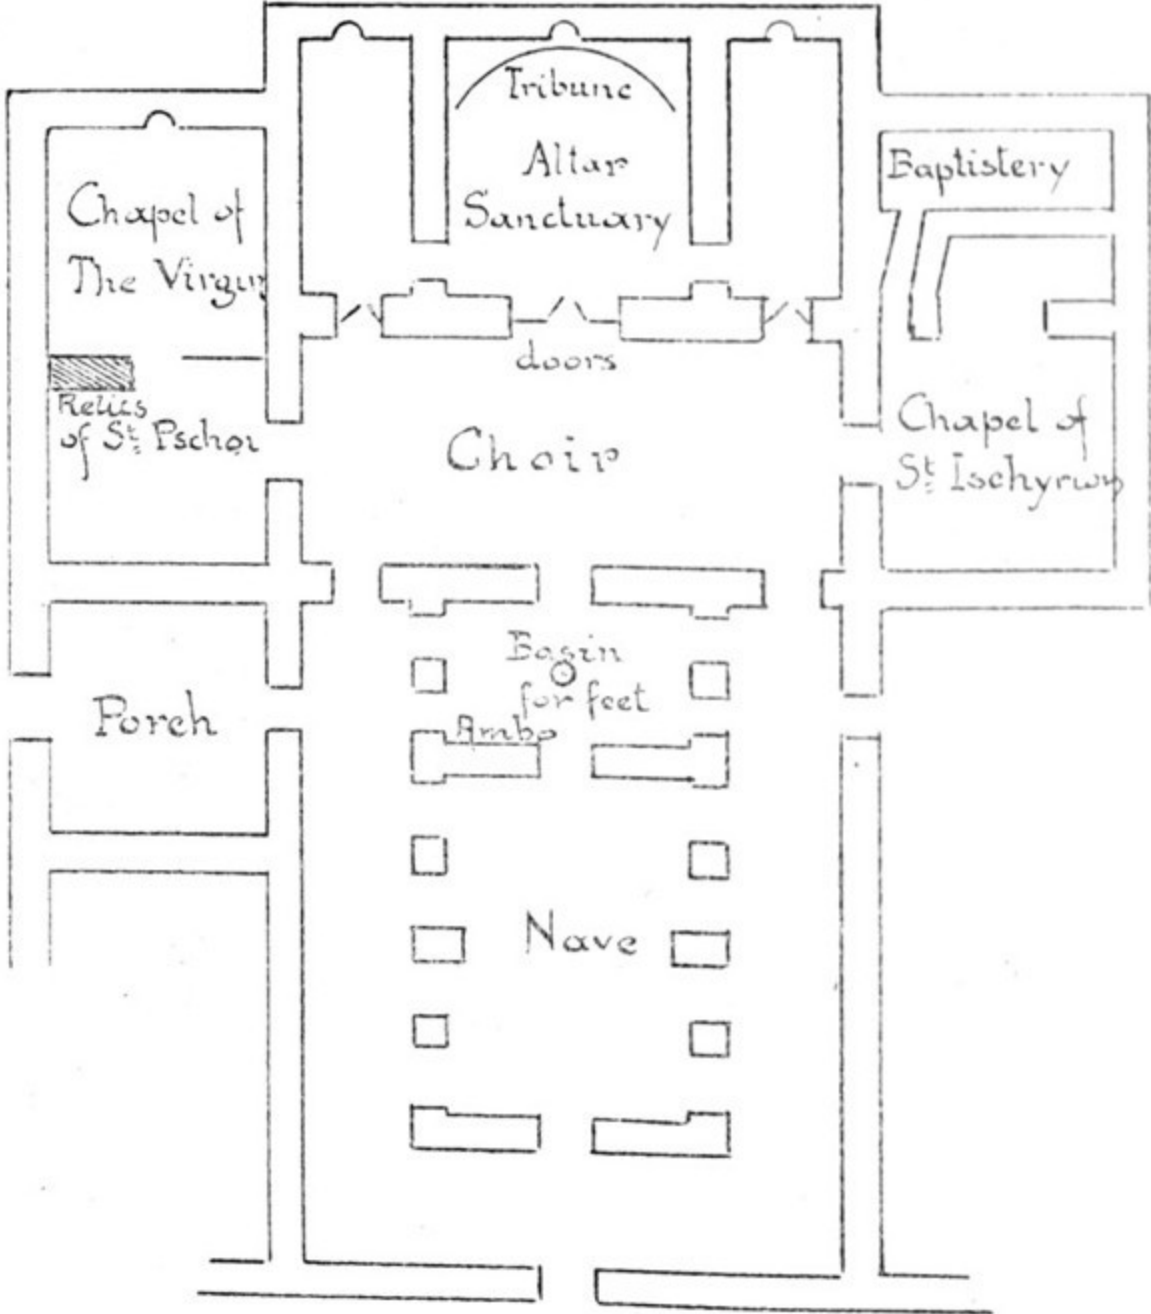 Tribune
Altar
Sanctuary
Baptistery
Chapel of
The Virgin
doors
Relics
of St. Pschoi
Choir
Chapel of
St. Ischyrion
Basin
for feet
Porch
Ambo
Nave